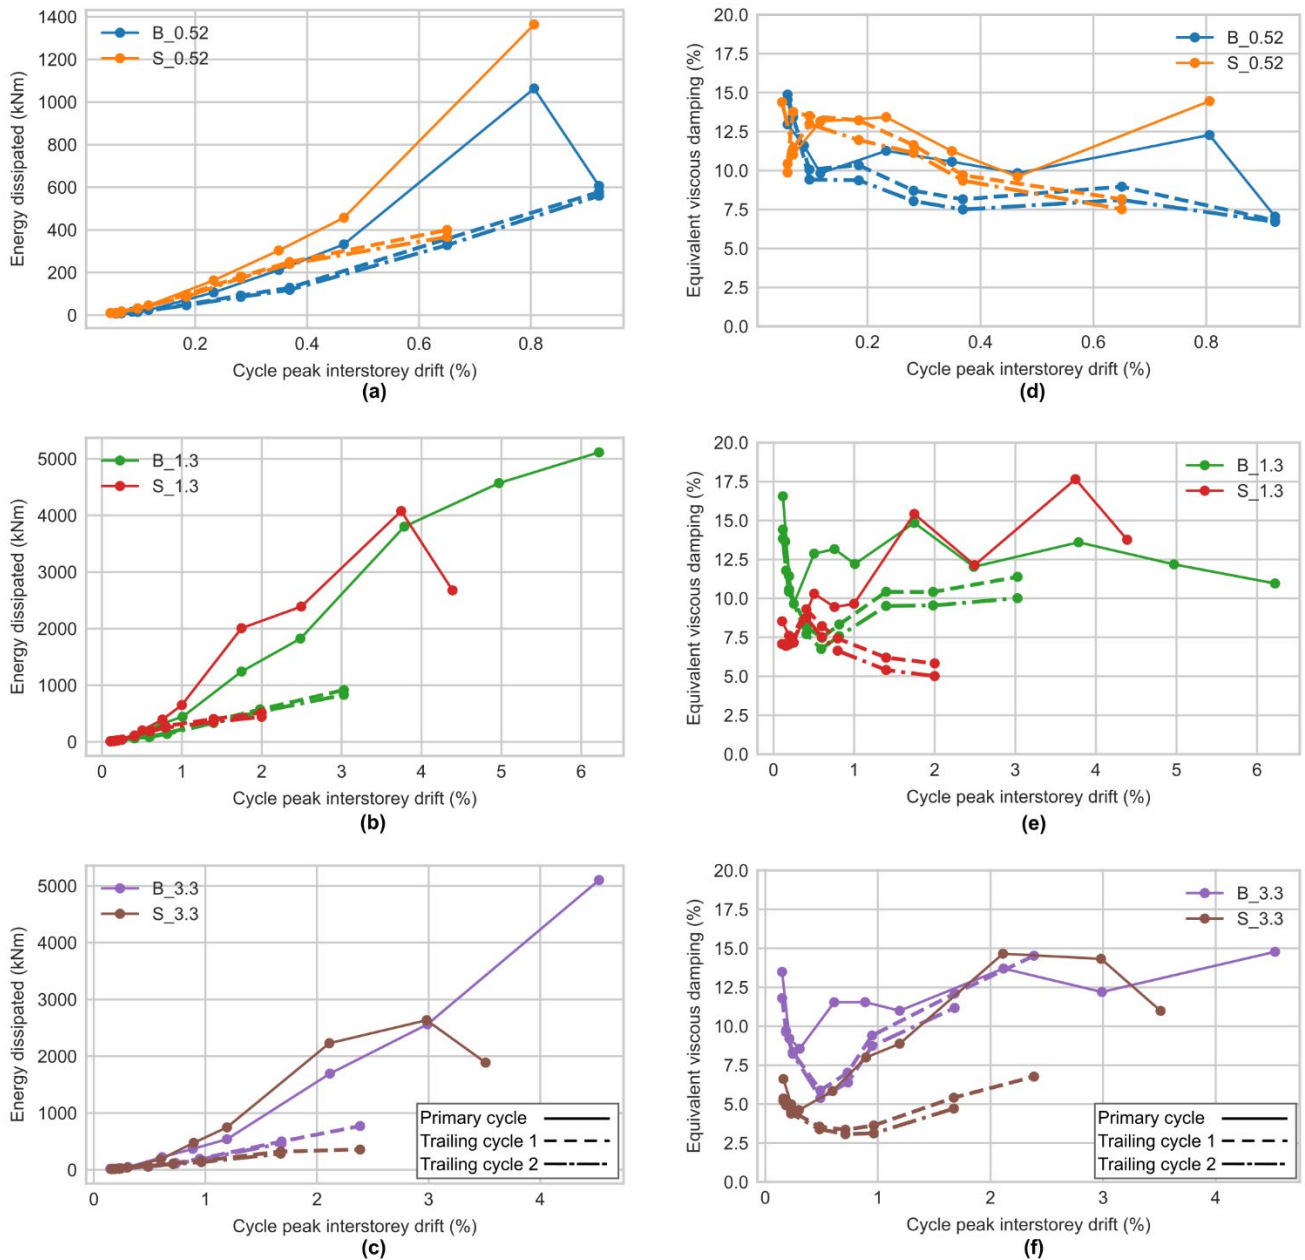 1400
1200
1000
800
600
400
200
0
Energy dissipated (kNm)
B_0.52
S_0.52
0.2
0.4
0.6
0.8
Cycle peak interstorey drift (%)
(a)
20.0
17.5
15.0
12.5
10.0
7.5
5.0
2.5
0.0
Equivalent viscous damping (%)
B_0.52
S_0.52
0.2
0.4
0.6
0.8
Cycle peak interstorey drift (%)
(d)
5000
4000
3000
2000
1000
0
Energy dissipated (kNm)
B_1.3
S_1.3
0
1
2
3
4
5
6
Cycle peak interstorey drift (%)
(b)
20.0
17.5
15.0
12.5
10.0
7.5
5.0
2.5
0.0
Equivalent viscous damping (%)
B_1.3
S_1.3
0
1
2
3
4
5
6
Cycle peak interstorey drift (%)
(e)
5000
4000
3000
2000
1000
0
Energy dissipated (kNm)
B_3.3
S_3.3
Primary cycle
Trailing cycle 1
Trailing cycle 2
0
1
2
3
4
Cycle peak interstorey drift (%)
(c)
20.0
17.5
15.0
12.5
10.0
7.5
5.0
2.5
0.0
Equivalent viscous damping (%)
B_3.3
S_3.3
Primary cycle
Trailing cycle 1
Trailing cycle 2
0
1
2
3
4
Cycle peak interstorey drift (%)
(f)